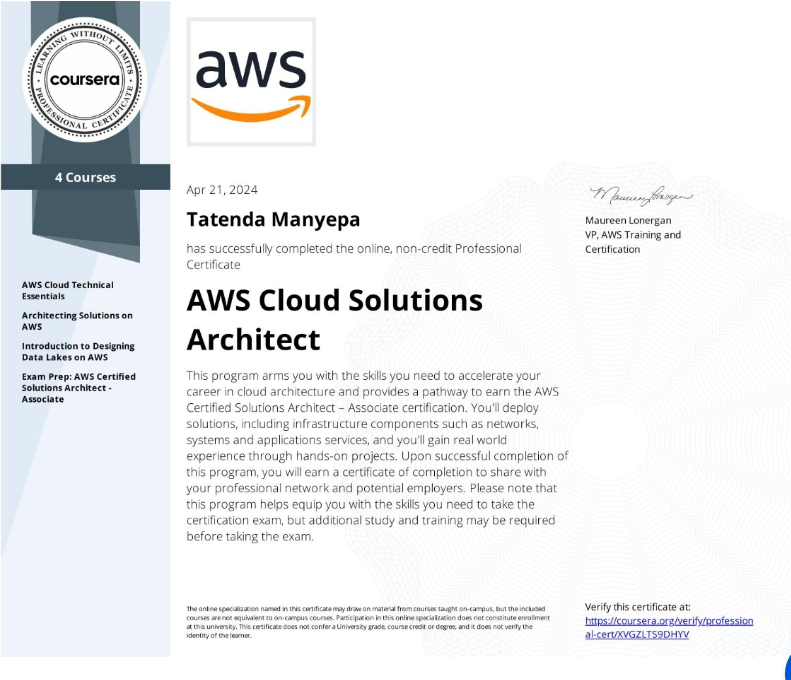 LEARNING WITHOUT LIMITS
coursera
PROFESSIONAL CERTIFICATE
4 Courses
AWS Cloud Technical
Essentials
Architecting Solutions on
AWS
Introduction to Designing
Data Lakes on AWS
Exam Prep: AWS Certified
Solutions Architect -
Associate
aws
Apr 21, 2024
Tatenda Manyepa
has successfully completed the online, non-credit Professional
Certificate
AWS Cloud Solutions
Architect
This program arms you with the skills you need to accelerate your
career in cloud architecture and provides a pathway to earn the AWS
Certified Solutions Architect – Associate certification. You'll deploy
solutions, including infrastructure components such as networks,
systems and applications services, and you'll gain real world
experience through hands-on projects. Upon successful completion of
this program, you will earn a certificate of completion to share with
your professional network and potential employers. Please note that
this program helps equip you with the skills you need to take the
certification exam, but additional study and training may be required
before taking the exam.
Maureen Lonergan
Maureen Lonergan
VP, AWS Training and
Certification
The online specialization named in this certificate may draw on material from courses taught on-campus, but the included
courses are not equivalent to on-campus courses. Participation in this online specialization does not constitute enrollment
at this university. This certificate does not confer a University grade, course credit or degree, and it does not verify the
identity of the learner.
Verify this certificate at:
https://coursera.org/verify/profession
al-cert/XVGZLTS9DHYV